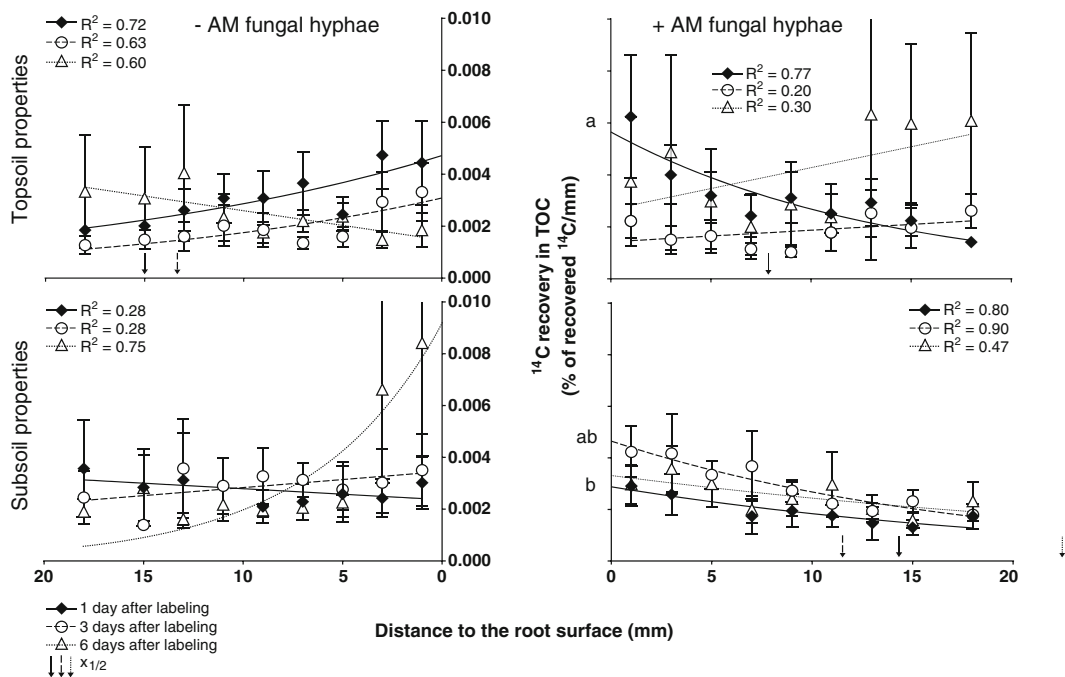 - AM fungal hyphae
R² = 0.72
R² = 0.63
R² = 0.60
Topsoil properties
0.010
0.008
0.006
0.004
0.002
0.000
+ AM fungal hyphae
R² = 0.77
R² = 0.20
R² = 0.30
a
¹⁴C recovery in TOC
(% of recovered ¹⁴C/mm)
R² = 0.28
R² = 0.28
R² = 0.75
Subsoil properties
0.010
0.008
0.006
0.004
0.002
0.000
20 15 10 5 0
R² = 0.80
R² = 0.90
R² = 0.47
ab
b
0 5 10 15 20
Distance to the root surface (mm)
1 day after labeling
3 days after labeling
6 days after labeling
x1/2